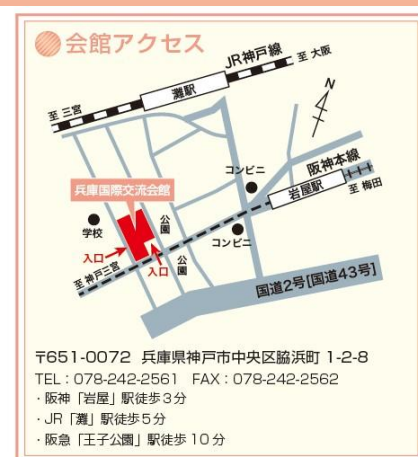 会館アクセス
JR神戸線
至 大阪
灘駅
至 三宮
N
コンビニ
阪神本線
岩屋駅
至 梅田
兵庫国際交流会館
学校
公園
入口
入口
公園
コンビニ
至 神戸三宮
国道2号[国道43号]
〒651-0072 兵庫県神戸市中央区脇浜町 1-2-8
TEL：078-242-2561 FAX：078-242-2562
・阪神「岩屋」駅徒歩3分
・JR「灘」駅徒歩5分
・阪急「王子公園」駅徒歩 10 分